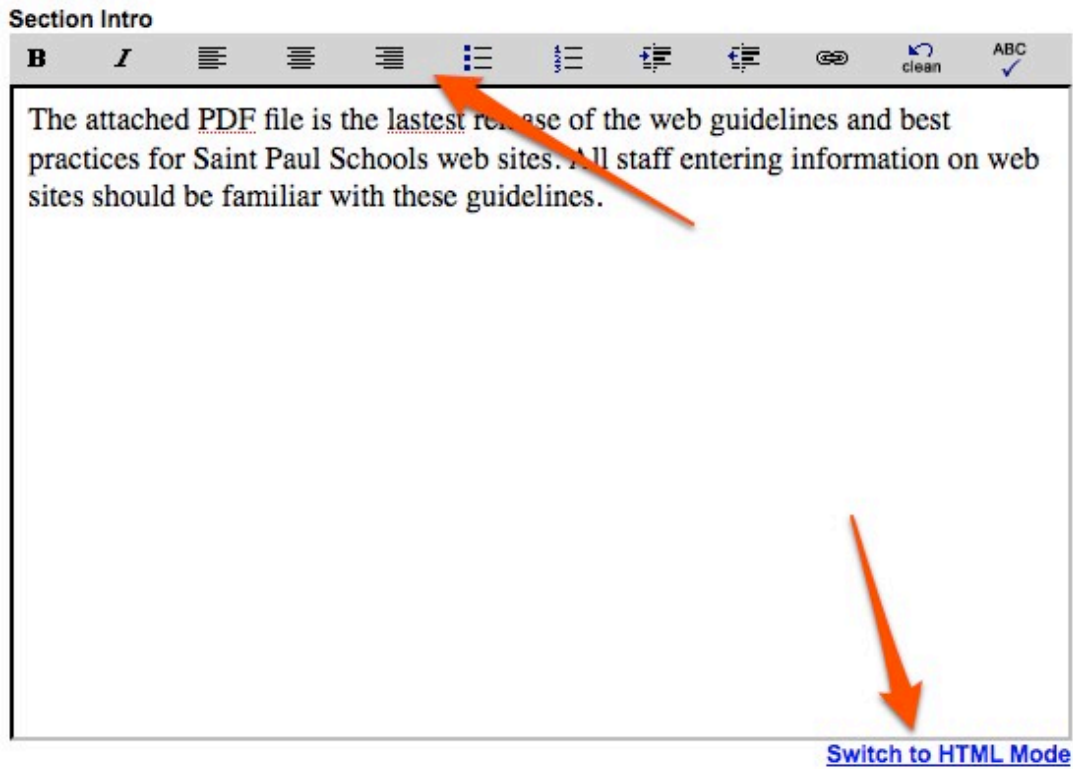 Section Intro
B I clean ABC
The attached PDF file is the lastest release of the web guidelines and best
practices for Saint Paul Schools web sites. All staff entering information on web
sites should be familiar with these guidelines.
Switch to HTML Mode